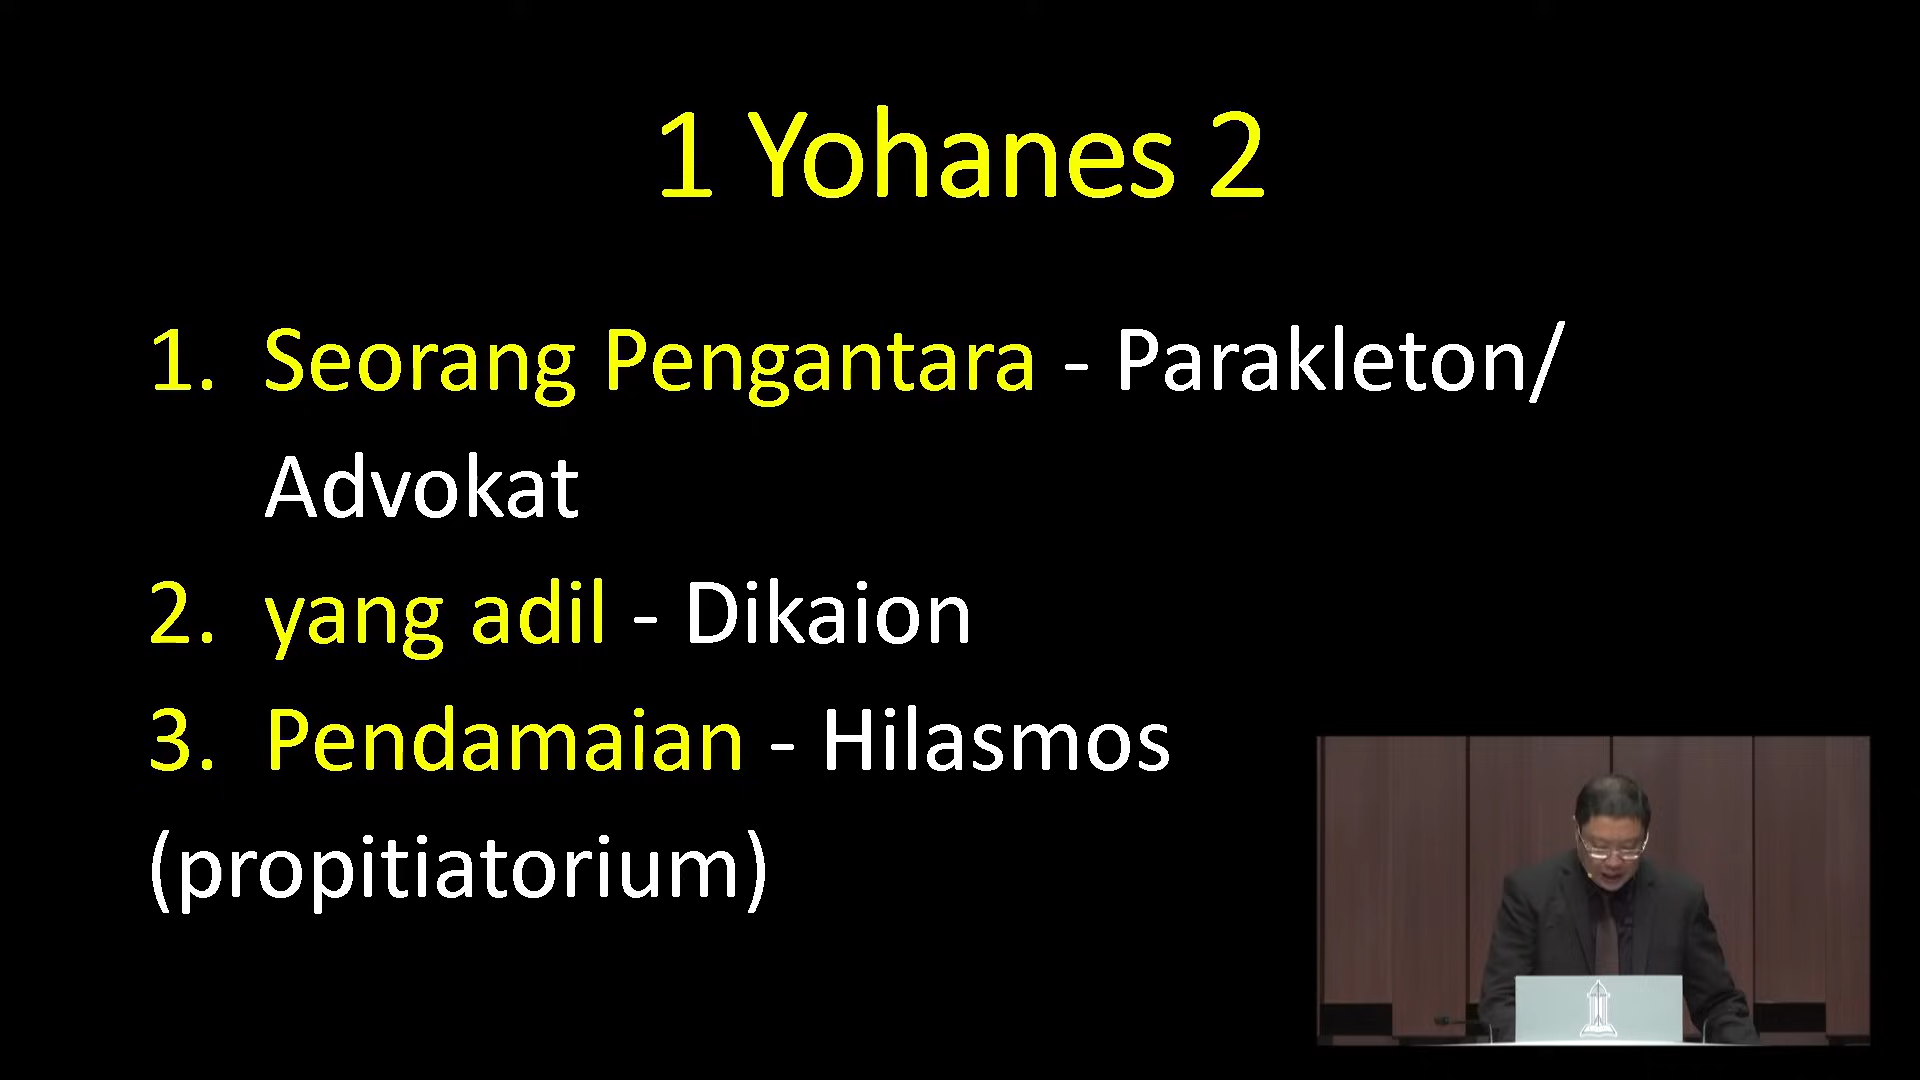 1 Yohanes 2
1. Seorang Pengantara - Parakleton/
Advokat
2. yang adil - Dikaion
3. Pendamaian - Hilasmos
(propitiatorium)